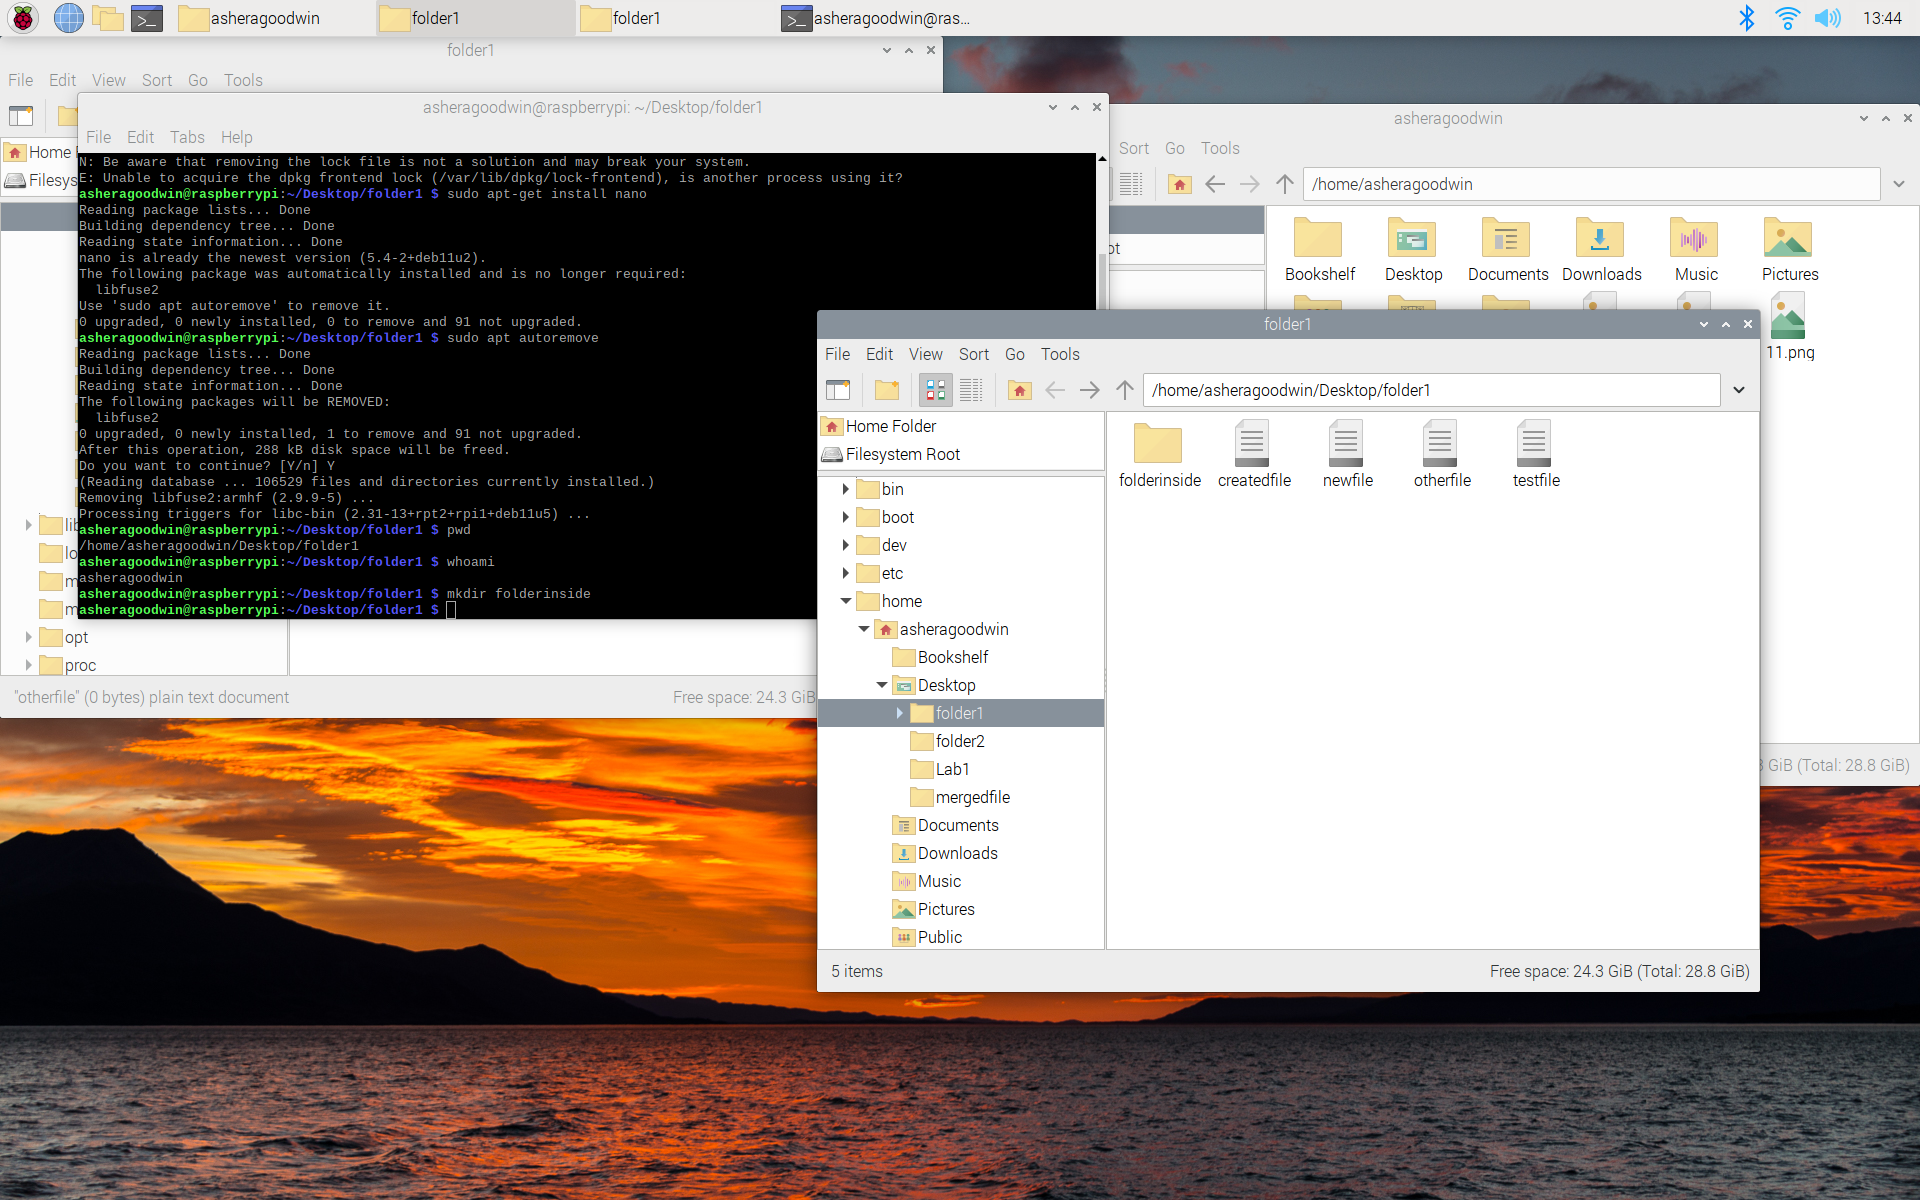 asheragoodwin
folder1
folder1
asheragoodwin@ras...
13:44
folder1
File Edit View Sort Go Tools
Home
Filesys
opt
proc
"otherfile" (0 bytes) plain text document
Free space: 24.3 GiB
asheragoodwin@raspberrypi: ~/Desktop/folder1
File Edit Tabs Help
N: Be aware that removing the lock file is not a solution and may break your system.
E: Unable to acquire the dpkg frontend lock (/var/lib/dpkg/lock-frontend), is another process using it?
asheragoodwin@raspberrypi:~/Desktop/folder1 $ sudo apt-get install nano
Reading package lists... Done
Building dependency tree... Done
Reading state information... Done
nano is already the newest version (5.4-2+deb11u2).
The following package was automatically installed and is no longer required:
libfuse2
Use 'sudo apt autoremove' to remove it.
0 upgraded, 0 newly installed, 0 to remove and 91 not upgraded.
asheragoodwin@raspberrypi:~/Desktop/folder1 $ sudo apt autoremove
Reading package lists... Done
Building dependency tree... Done
Reading state information... Done
The following packages will be REMOVED:
libfuse2
0 upgraded, 0 newly installed, 1 to remove and 91 not upgraded.
After this operation, 288 kB disk space will be freed.
Do you want to continue? [Y/n] Y
(Reading database ... 106529 files and directories currently installed.)
Removing libfuse2:armhf (2.9.9-5) ...
Processing triggers for libc-bin (2.31-13+rpt2+rpi1+deb11u5) ...
asheragoodwin@raspberrypi:~/Desktop/folder1 $ pwd
/home/asheragoodwin/Desktop/folder1
asheragoodwin@raspberrypi:~/Desktop/folder1 $ whoami
asheragoodwin
asheragoodwin@raspberrypi:~/Desktop/folder1 $ mkdir folderinside
asheragoodwin@raspberrypi:~/Desktop/folder1 $
asheragoodwin
Sort Go Tools
/home/asheragoodwin
ot
Bookshelf Desktop Documents Downloads Music Pictures
11.png
GiB (Total: 28.8 GiB)
folder1
File Edit View Sort Go Tools
/home/asheragoodwin/Desktop/folder1
Home Folder
Filesystem Root
bin
boot
dev
etc
home
asheragoodwin
Bookshelf
Desktop
folder1
folder2
Lab1
mergedfile
Documents
Downloads
Music
Pictures
Public
folderinside createdfile newfile otherfile testfile
5 items
Free space: 24.3 GiB (Total: 28.8 GiB)